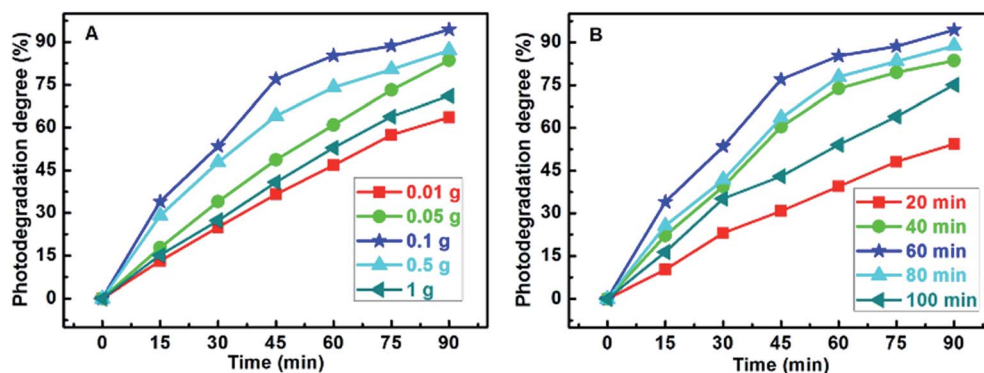 A
Photodegradation degree (%)
90
75
60
45
30
15
0
0.01 g
0.05 g
0.1 g
0.5 g
1 g
0 15 30 45 60 75 90
Time (min)
B
Photodegradation degree (%)
90
75
60
45
30
15
0
20 min
40 min
60 min
80 min
100 min
0 15 30 45 60 75 90
Time (min)